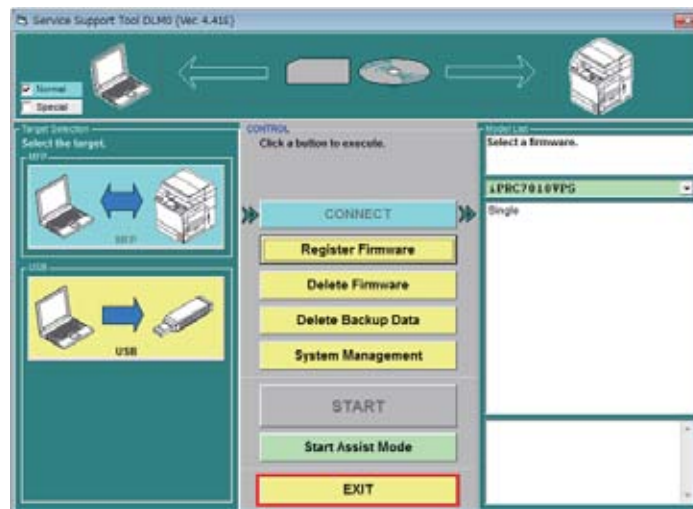 Service Support Tool DLM0 (Ver. 4.41E)
Normal
Special
Target Selection
Select the target.
MFP
MFP
USB
USB
CONTROL
Click a button to execute.
CONNECT
Register Firmware
Delete Firmware
Delete Backup Data
System Management
START
Start Assist Mode
EXIT
Model List
Select a firmware.
iPRC7010VPS
Single